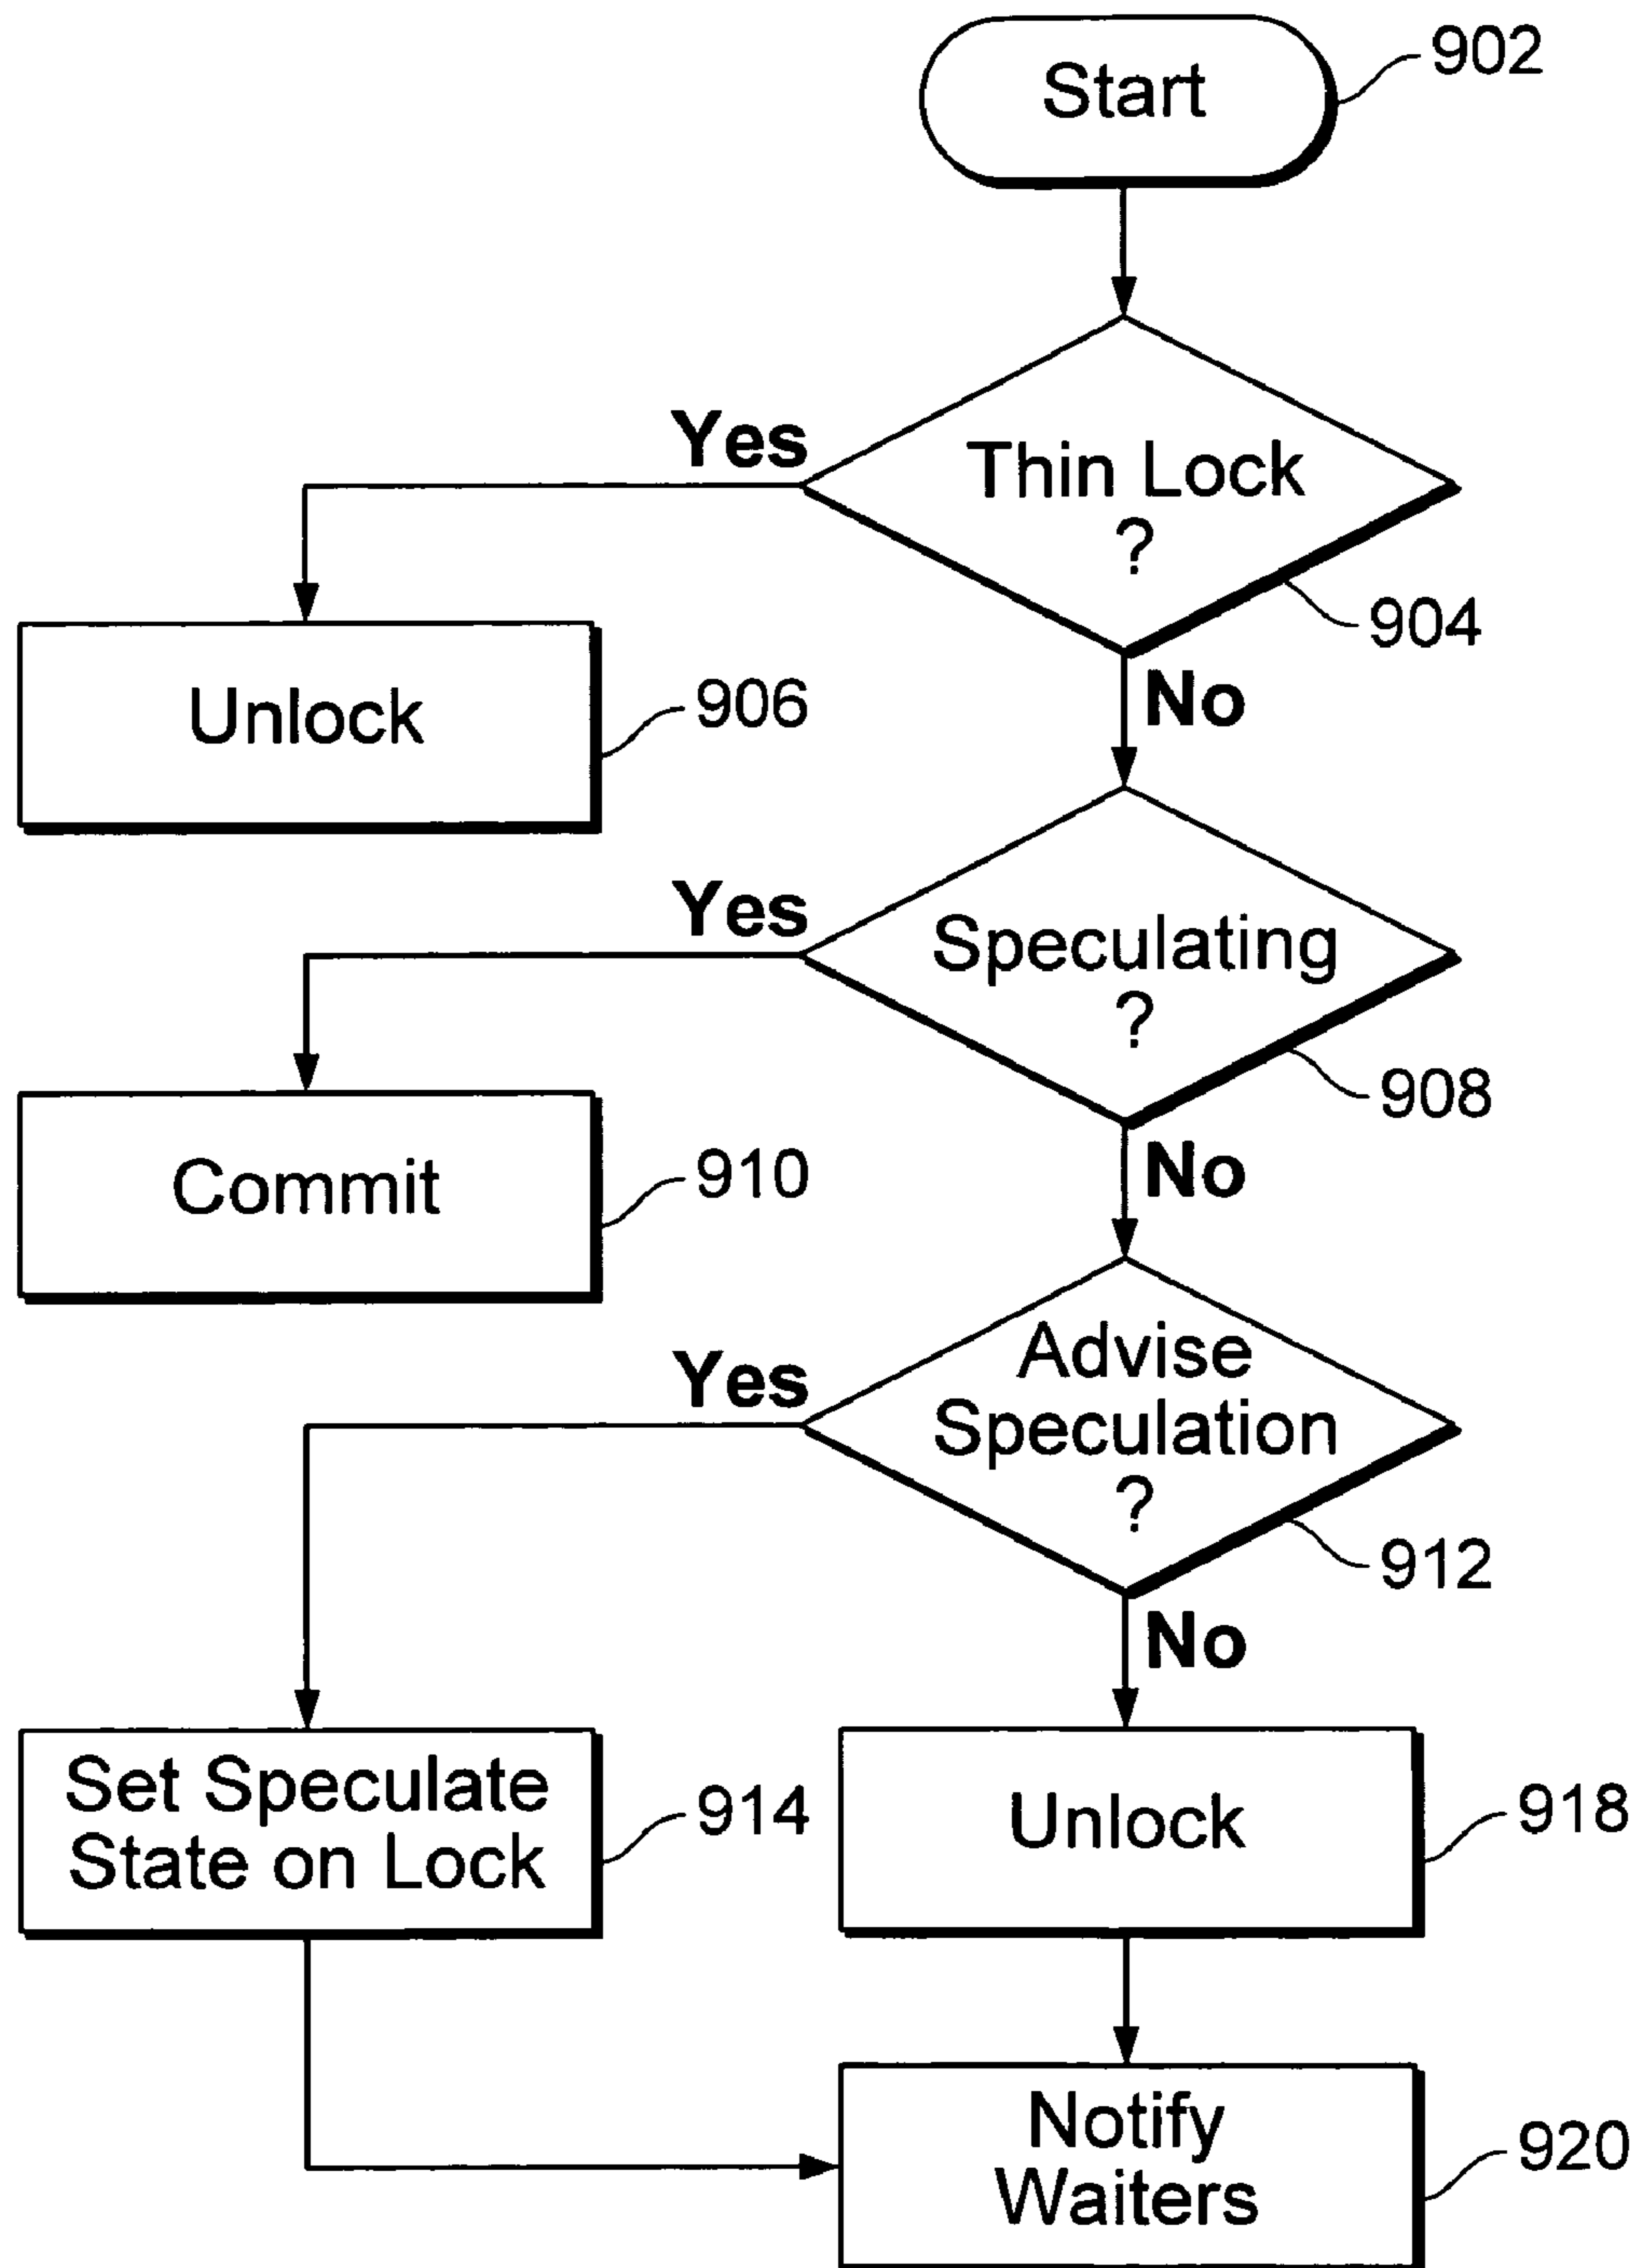 Start
902
Thin Lock
?
Yes
904
No
Unlock
906
Speculating
?
Yes
908
No
Commit
910
Advise
Speculation
?
Yes
912
No
Set Speculate
State on Lock
914
Unlock
918
Notify
Waiters
920